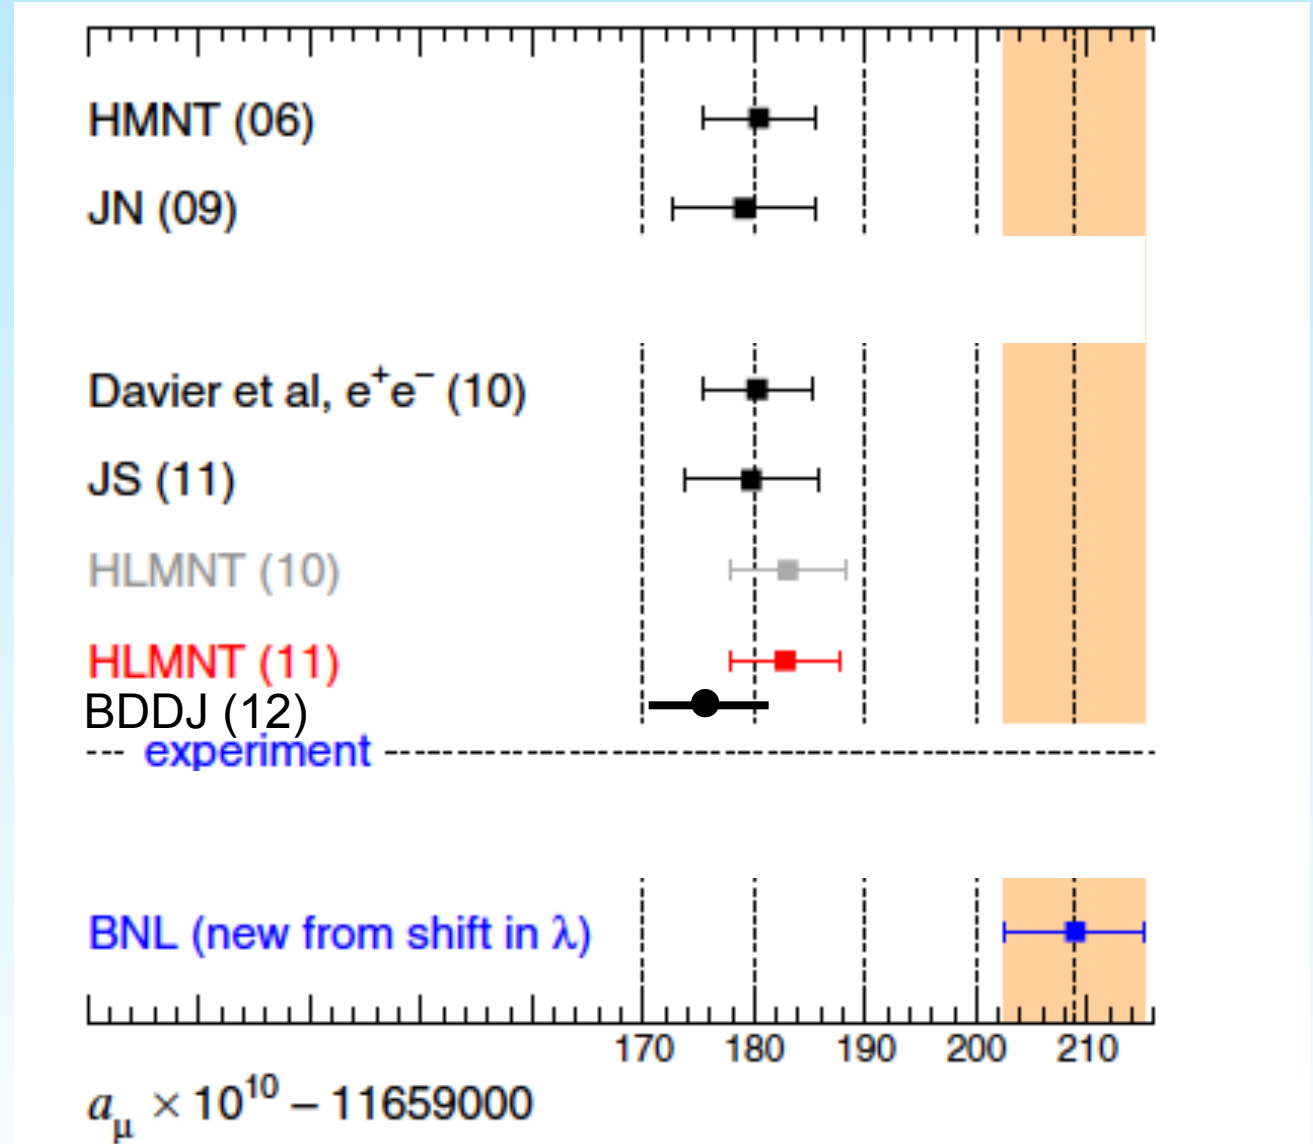 HMNT (06)
JN (09)
Davier et al, e⁺e⁻ (10)
JS (11)
HLMNT (10)
HLMNT (11)
BDDJ (12)
--- experiment
BNL (new from shift in λ)
170 180 190 200 210
aμ × 10¹⁰ – 11659000